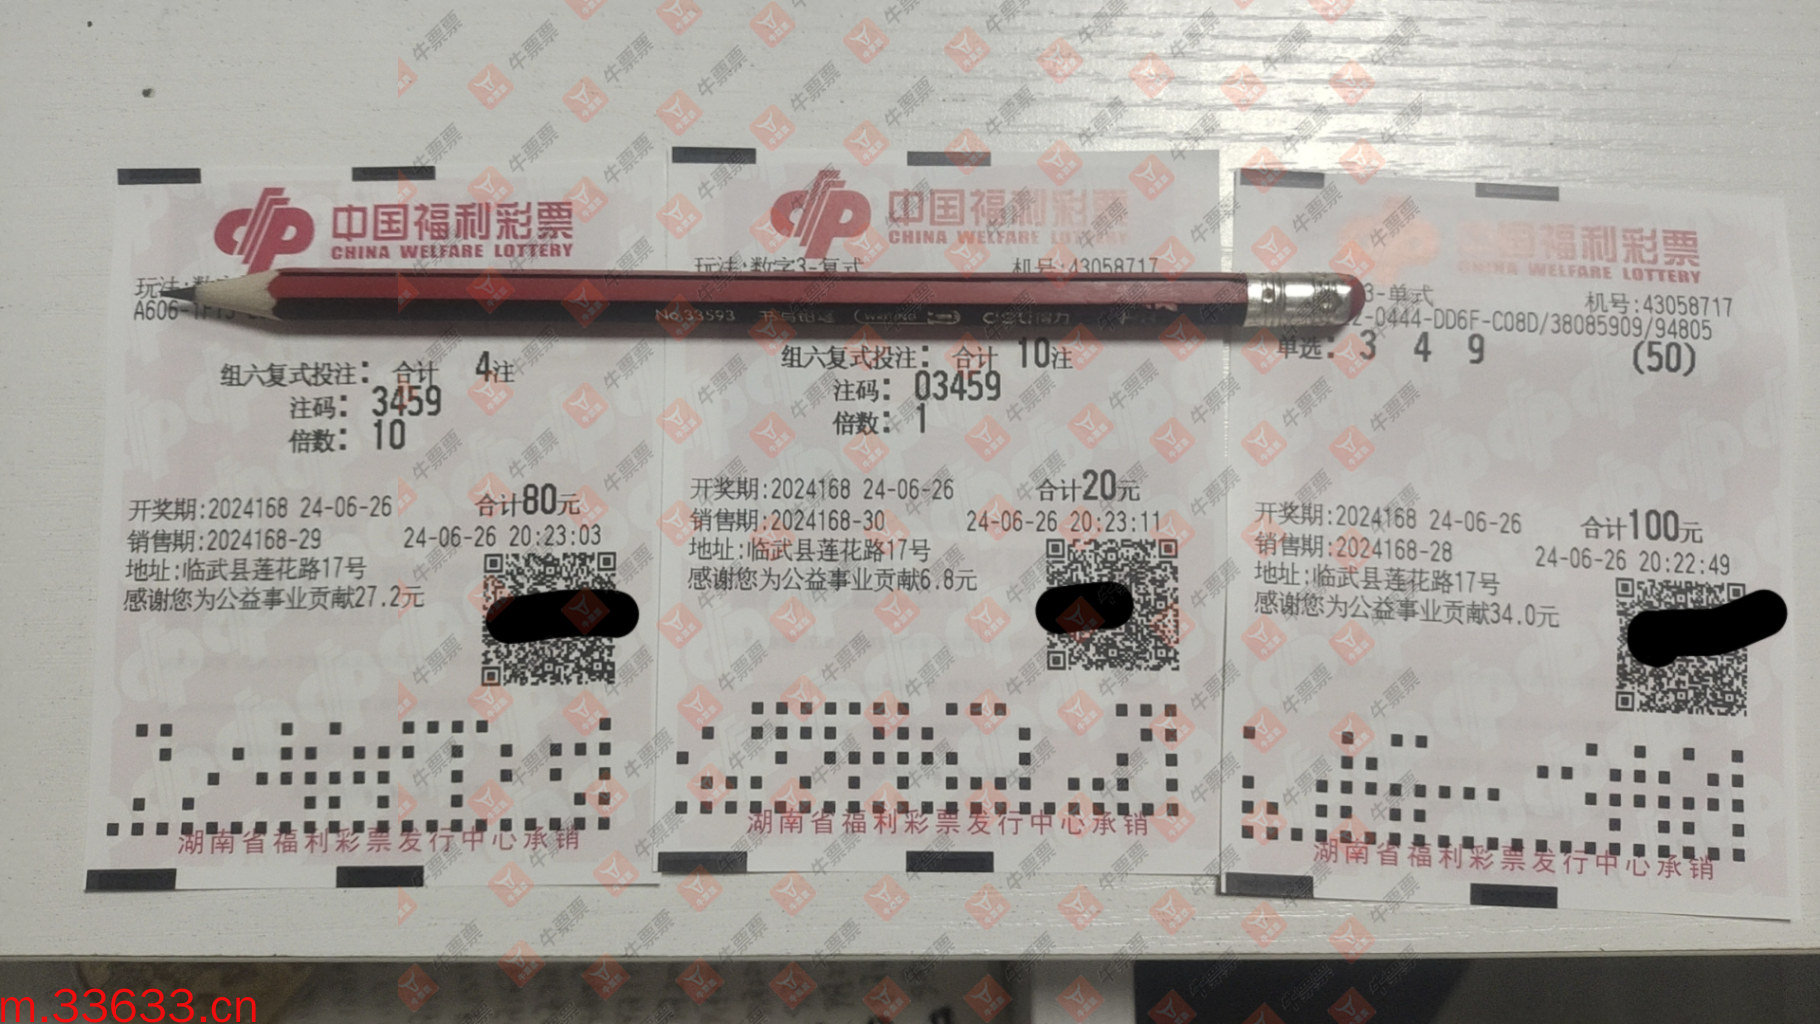 中国福利彩票
CHINA WELFARE LOTTERY
玩法:数
A606-1F15-
组六复式投注: 合计 4注
注码: 3459
倍数: 10
开奖期:2024168 24-06-26 合计80元
销售期:2024168-29 24-06-26 20:23:03
地址:临武县莲花路17号
感谢您为公益事业贡献27.2元
湖南省福利彩票发行中心承销
中国福利彩票
CHINA WELFARE LOTTERY
玩法:数字3-复式 机号:43058717
组六复式投注: 合计 10注
注码: 03459
倍数: 1
开奖期:2024168 24-06-26 合计20元
销售期:2024168-30 24-06-26 20:23:11
地址:临武县莲花路17号
感谢您为公益事业贡献6.8元
湖南省福利彩票发行中心承销
中国福利彩票
CHINA WELFARE LOTTERY
3-单式 机号:43058717
2-0444-DD6F-C08D/38085909/94805
单选: 3 4 9 (50)
开奖期:2024168 24-06-26 合计100元
销售期:2024168-28 24-06-26 20:22:49
地址:临武县莲花路17号
感谢您为公益事业贡献34.0元
湖南省福利彩票发行中心承销
No.33593
牛票票
m.33633.cn